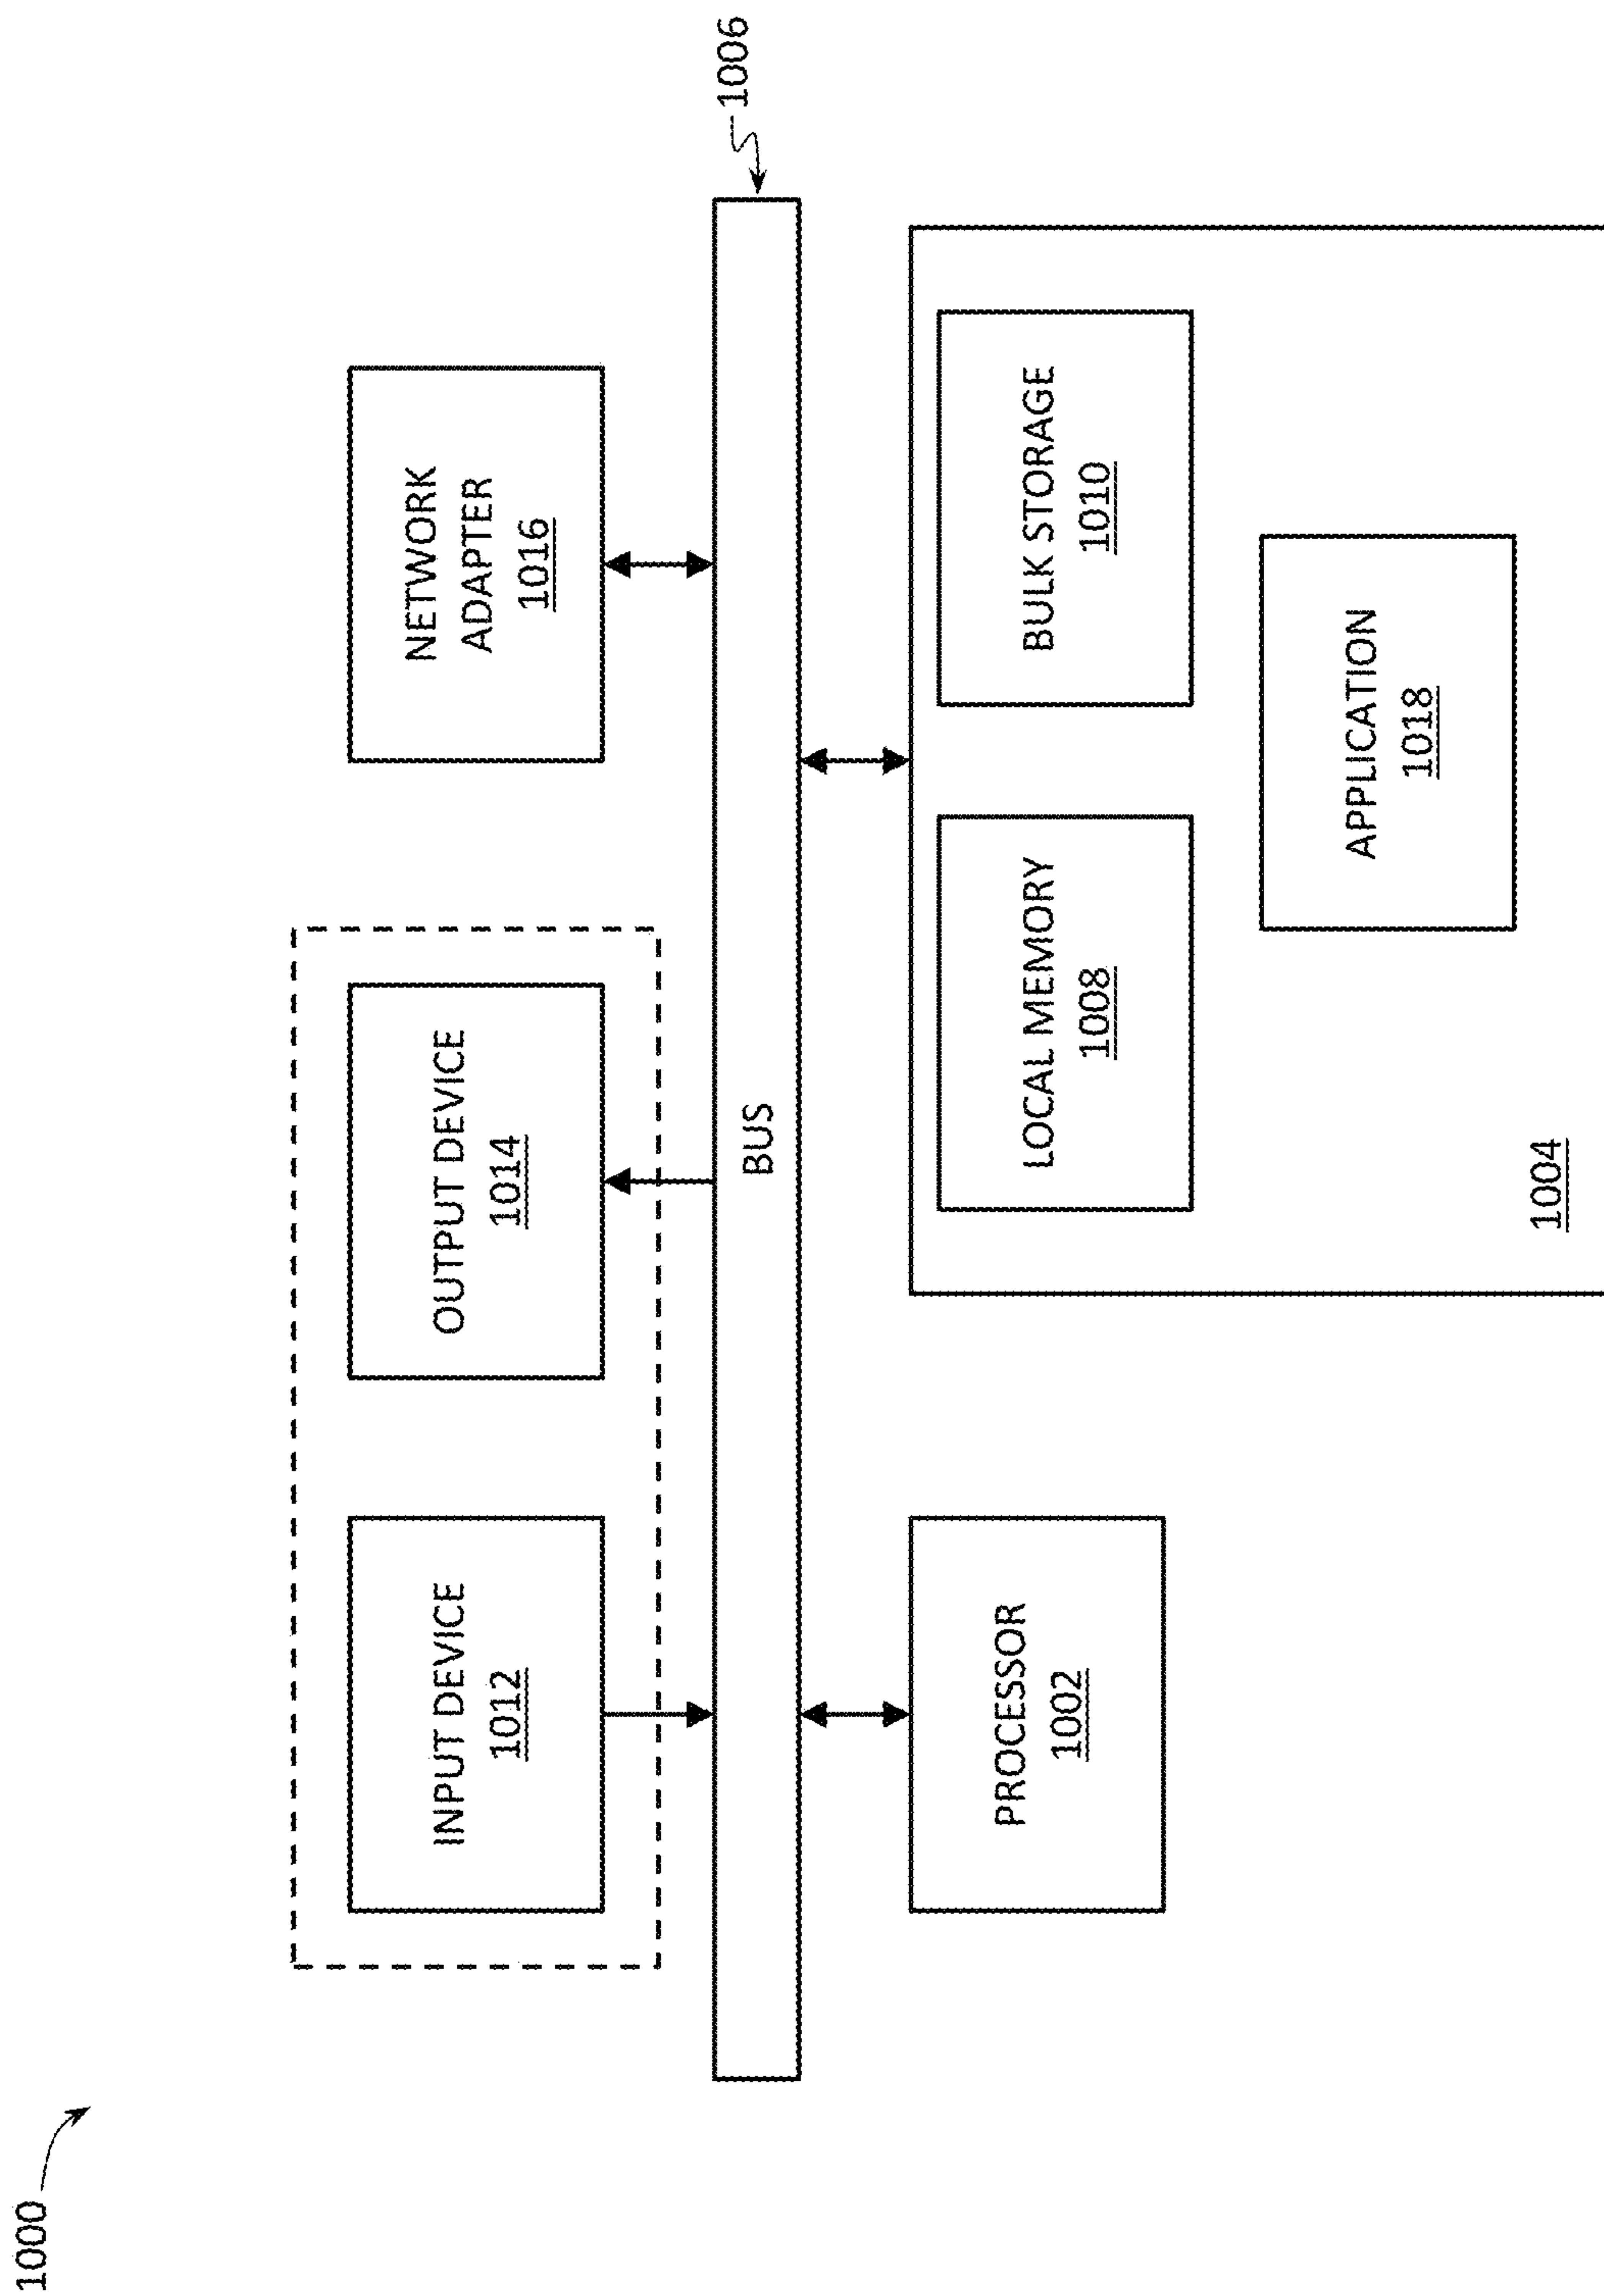 1000
INPUT DEVICE
1012
OUTPUT DEVICE
1014
NETWORK
ADAPTER
1016
BUS
1006
PROCESSOR
1002
LOCAL MEMORY
1008
BULK STORAGE
1010
APPLICATION
1018
1004